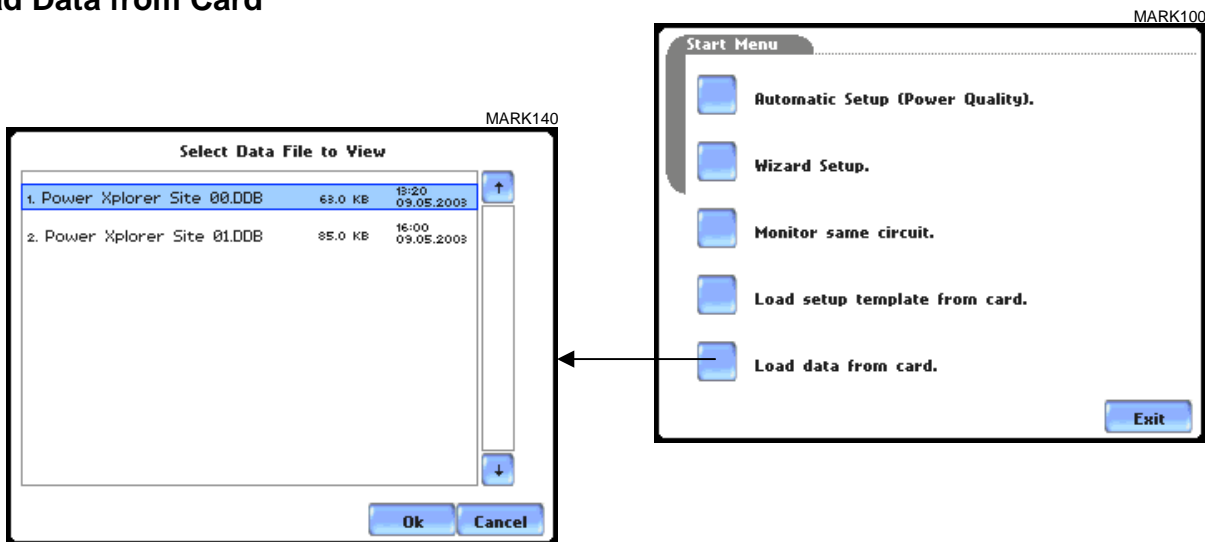 ad Data from Card
MARK100
Start Menu
Automatic Setup (Power Quality).
Wizard Setup.
Monitor same circuit.
Load setup template from card.
Load data from card.
Exit
MARK140
Select Data File to View
1. Power Xplorer Site 00.DDB 63.0 KB 13:20 09.05.2003
2. Power Xplorer Site 01.DDB 85.0 KB 16:00 09.05.2003
Ok Cancel